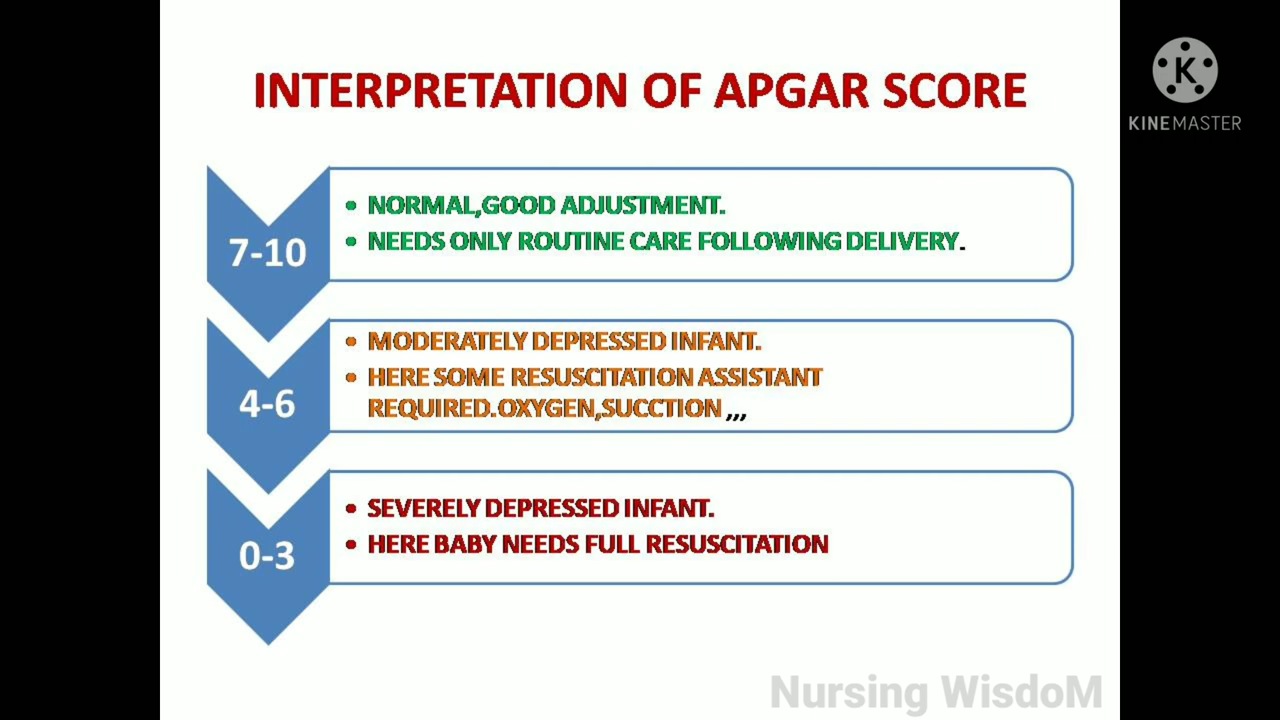 INTERPRETATION OF APGAR SCORE
K
KINEMASTER
7-10
• NORMAL,GOOD ADJUSTMENT.
• NEEDS ONLY ROUTINE CARE FOLLOWING DELIVERY.
4-6
• MODERATELY DEPRESSED INFANT.
• HERE SOME RESUSCITATION ASSISTANT
REQUIRED.OXYGEN,SUCCTION ,,,
0-3
• SEVERELY DEPRESSED INFANT.
• HERE BABY NEEDS FULL RESUSCITATION
Nursing WisdoM